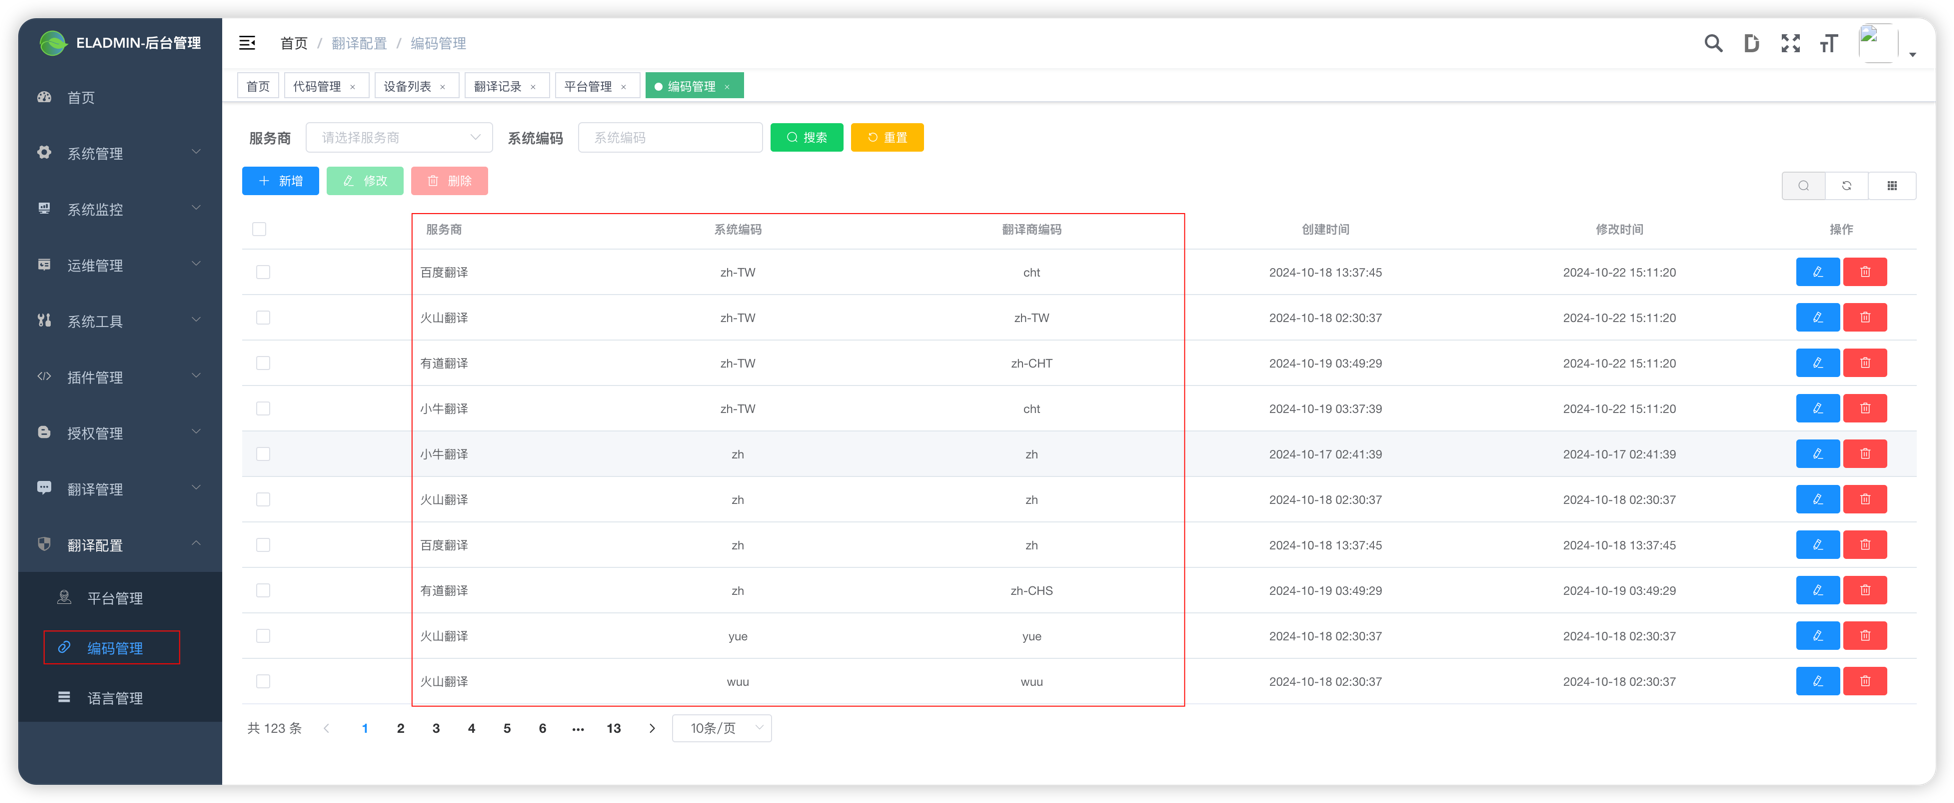 ELADMIN-后台管理
首页
系统管理
系统监控
运维管理
系统工具
插件管理
授权管理
翻译管理
翻译配置
平台管理
编码管理
语言管理
首页 / 翻译配置 / 编码管理
首页 代码管理 × 设备列表 × 翻译记录 × 平台管理 × 编码管理 ×
服务商 请选择服务商 系统编码 系统编码 搜索 重置
新增 修改 删除
服务商 系统编码 翻译商编码 创建时间 修改时间 操作
百度翻译 zh-TW cht 2024-10-18 13:37:45 2024-10-22 15:11:20
火山翻译 zh-TW zh-TW 2024-10-18 02:30:37 2024-10-22 15:11:20
有道翻译 zh-TW zh-CHT 2024-10-19 03:49:29 2024-10-22 15:11:20
小牛翻译 zh-TW cht 2024-10-19 03:37:39 2024-10-22 15:11:20
小牛翻译 zh zh 2024-10-17 02:41:39 2024-10-17 02:41:39
火山翻译 zh zh 2024-10-18 02:30:37 2024-10-18 02:30:37
百度翻译 zh zh 2024-10-18 13:37:45 2024-10-18 13:37:45
有道翻译 zh zh-CHS 2024-10-19 03:49:29 2024-10-19 03:49:29
火山翻译 yue yue 2024-10-18 02:30:37 2024-10-18 02:30:37
火山翻译 wuu wuu 2024-10-18 02:30:37 2024-10-18 02:30:37
共 123 条 1 2 3 4 5 6 ••• 13 10条/页